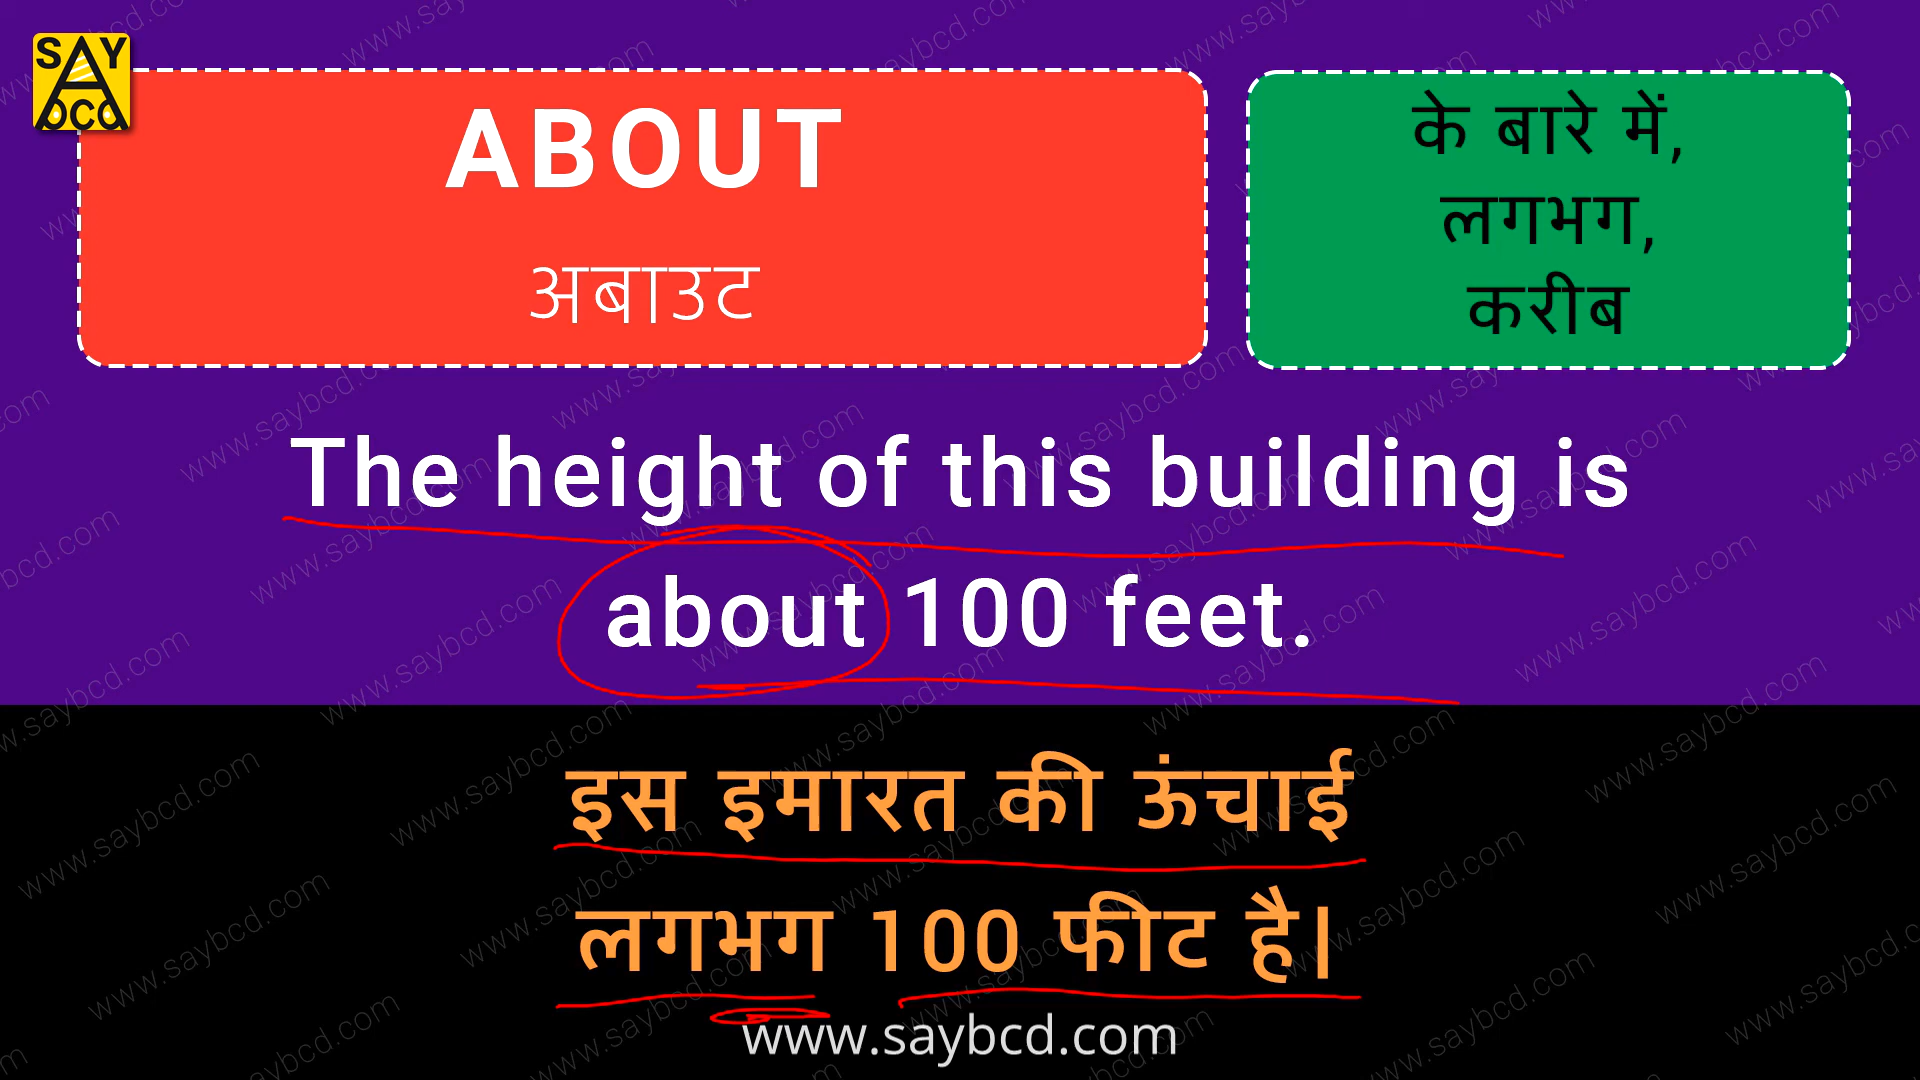 SAY
bcd
ABOUT
अबाउट
के बारे में,
लगभग,
करीब
The height of this building is
about 100 feet.
इस इमारत की ऊंचाई
लगभग 100 फीट है|
www.saybcd.com